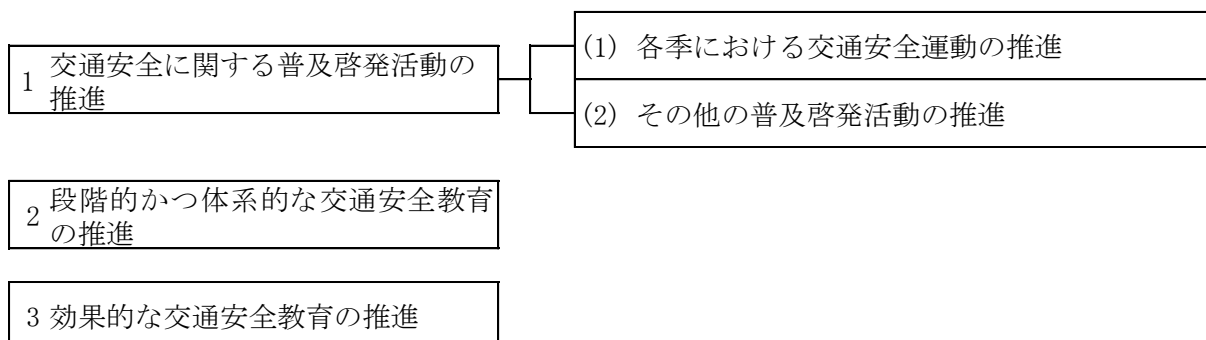 1 交通安全に関する普及啓発活動の
推進
(1) 各季における交通安全運動の推進
(2) その他の普及啓発活動の推進
2 段階的かつ体系的な交通安全教育
の推進
3 効果的な交通安全教育の推進